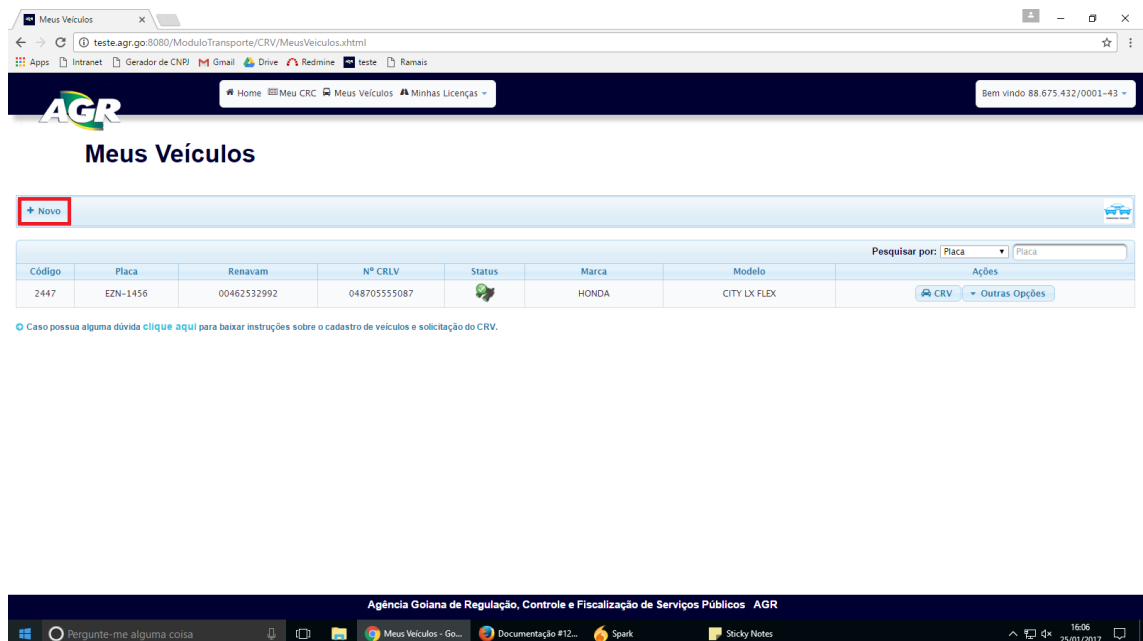 Meus Veículos
teste.agr.go:8080/ModuloTransporte/CRV/MeusVeiculos.xhtml
Apps Intranet Gerador de CNPJ Gmail Drive Redmine teste Ramais
AGR
Home Meu CRC Meus Veículos Minhas Licenças
Bem vindo 88.675.432/0001-43
Meus Veículos
+ Novo
Pesquisar por: Placa Placa
Código Placa Renavam Nº CRLV Status Marca Modelo Ações
2447 EZN-1456 00462532992 048705555087 HONDA CITY LX FLEX CRV Outras Opções
Caso possua alguma dúvida clique aqui para baixar instruções sobre o cadastro de veículos e solicitação do CRV.
Agência Goiana de Regulação, Controle e Fiscalização de Serviços Públicos AGR
Pergunte-me alguma coisa
Meus Veículos - Go...
Documentação #12...
Spark
Sticky Notes
16:06
25/01/2017